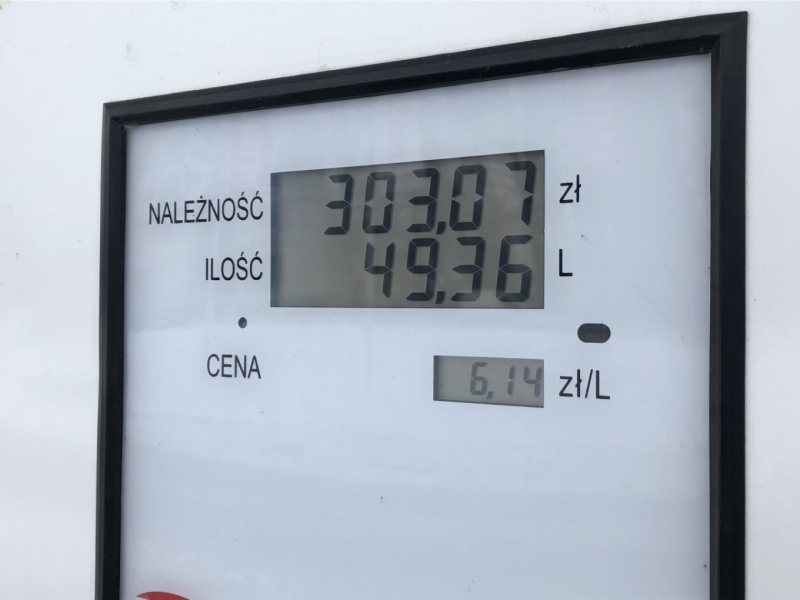 NALEŻNOŚĆ 303,07 zł
ILOŚĆ 49,36 L
CENA 6,14 zł/L